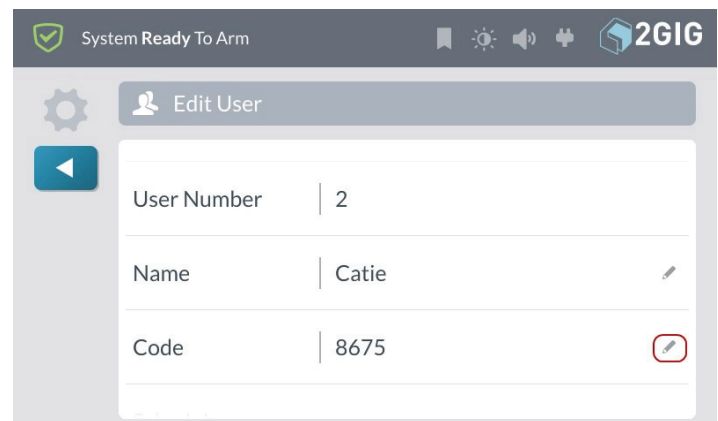 System Ready To Arm
2GIG
Edit User
User Number 2
Name Catie
Code 8675